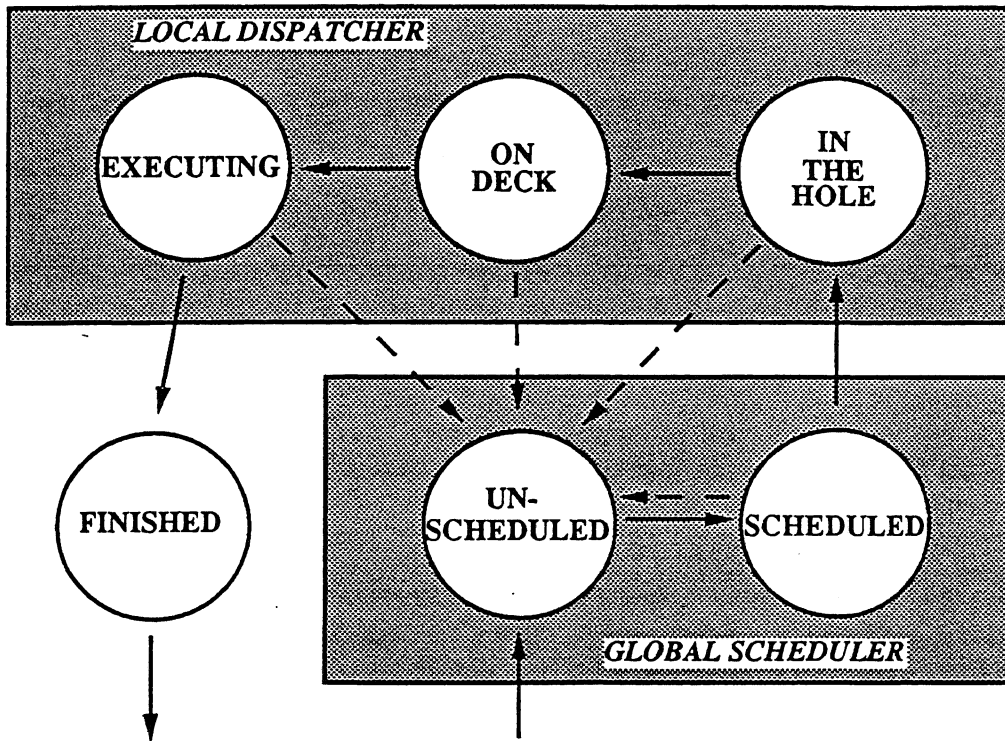 LOCAL DISPATCHER
EXECUTING
ON
DECK
IN
THE
HOLE
FINISHED
UN-
SCHEDULED
SCHEDULED
GLOBAL SCHEDULER